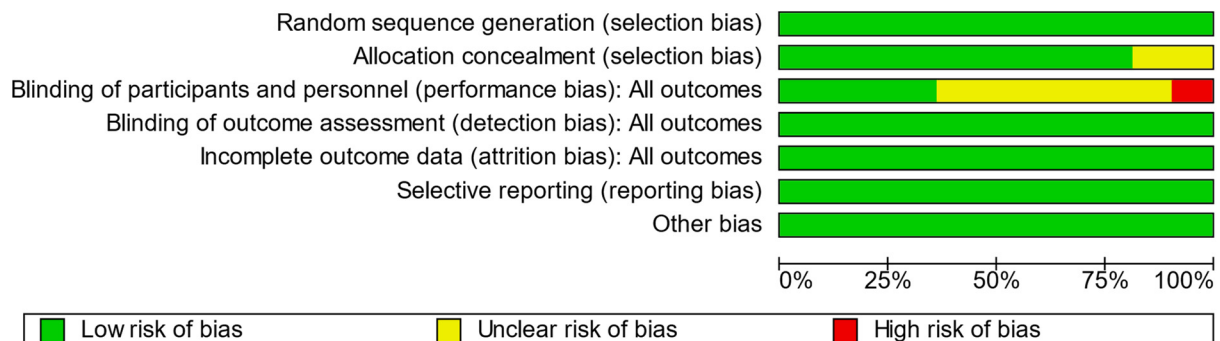 Random sequence generation (selection bias)
Allocation concealment (selection bias)
Blinding of participants and personnel (performance bias): All outcomes
Blinding of outcome assessment (detection bias): All outcomes
Incomplete outcome data (attrition bias): All outcomes
Selective reporting (reporting bias)
Other bias
0% 25% 50% 75% 100%
Low risk of bias Unclear risk of bias High risk of bias